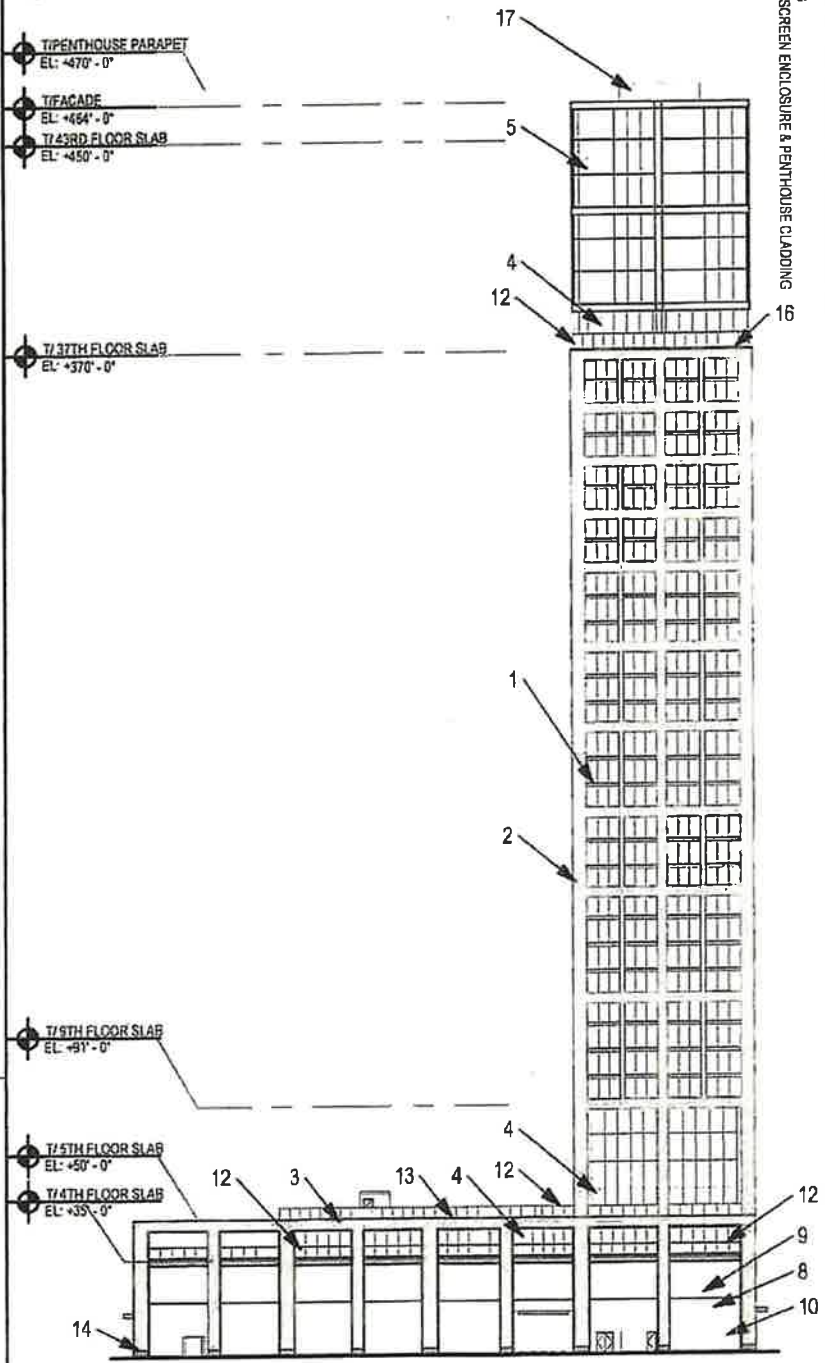 17
T/PENTHOUSE PARAPET
EL: +470' - 0"
T/FACADE
EL: +464' - 0"
T/43RD FLOOR SLAB
EL: +450' - 0"
5
SCREEN ENCLOSURE & PENTHOUSE CLADDING
4
12
16
T/37TH FLOOR SLAB
EL: +370' - 0"
1
2
T/9TH FLOOR SLAB
EL: +91' - 0"
T/5TH FLOOR SLAB
EL: +50' - 0"
T/4TH FLOOR SLAB
EL: +35' - 0"
12
3
13
4
12
4
12
9
8
10
14